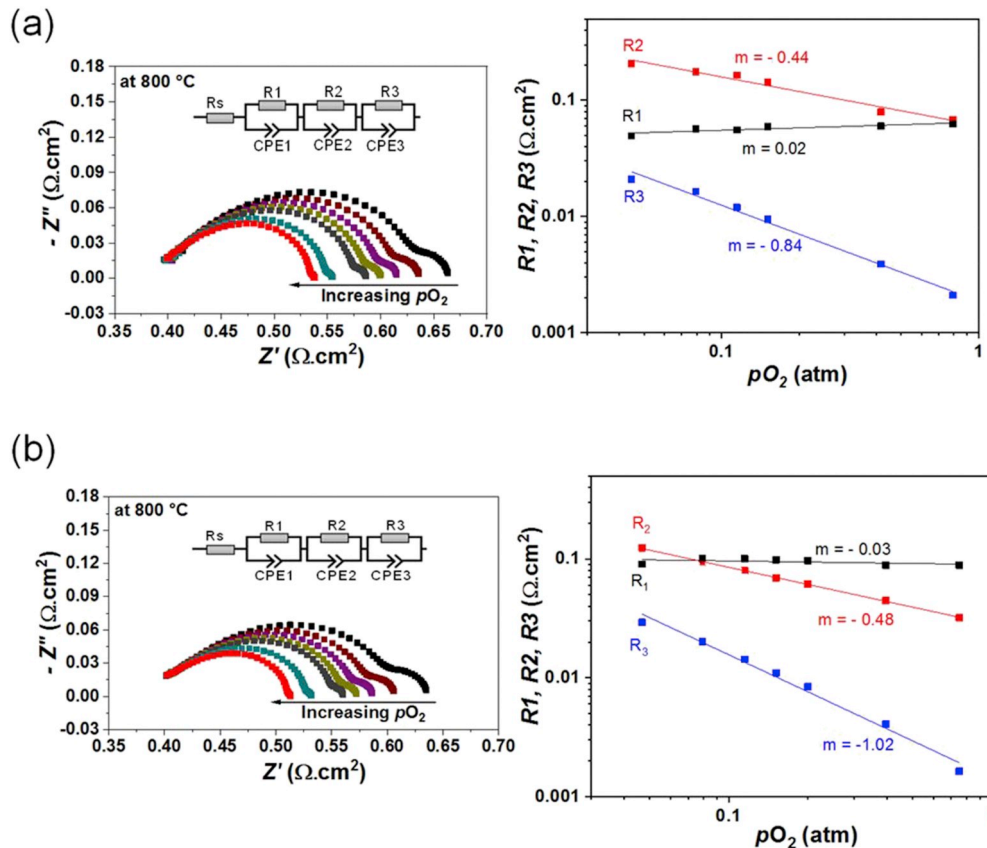 (a)
0.18
0.15
0.12
0.09
0.06
0.03
0.00
-0.03
- Z″ (Ω.cm²)
at 800 °C
Rs
R1
R2
R3
CPE1
CPE2
CPE3
Increasing pO₂
0.35
0.40
0.45
0.50
0.55
0.60
0.65
0.70
Z′ (Ω.cm²)
R1, R2, R3 (Ω.cm²)
0.1
0.01
0.001
R2
m = - 0.44
R1
m = 0.02
R3
m = - 0.84
0.1
1
pO₂ (atm)
(b)
0.18
0.15
0.12
0.09
0.06
0.03
0.00
-0.03
- Z″ (Ω.cm²)
at 800 °C
Rs
R1
R2
R3
CPE1
CPE2
CPE3
Increasing pO₂
0.35
0.40
0.45
0.50
0.55
0.60
0.65
0.70
Z′ (Ω.cm²)
R1, R2, R3 (Ω.cm²)
0.1
0.01
0.001
R₂
m = - 0.03
R₁
m = - 0.48
R₃
m = -1.02
0.1
pO₂ (atm)